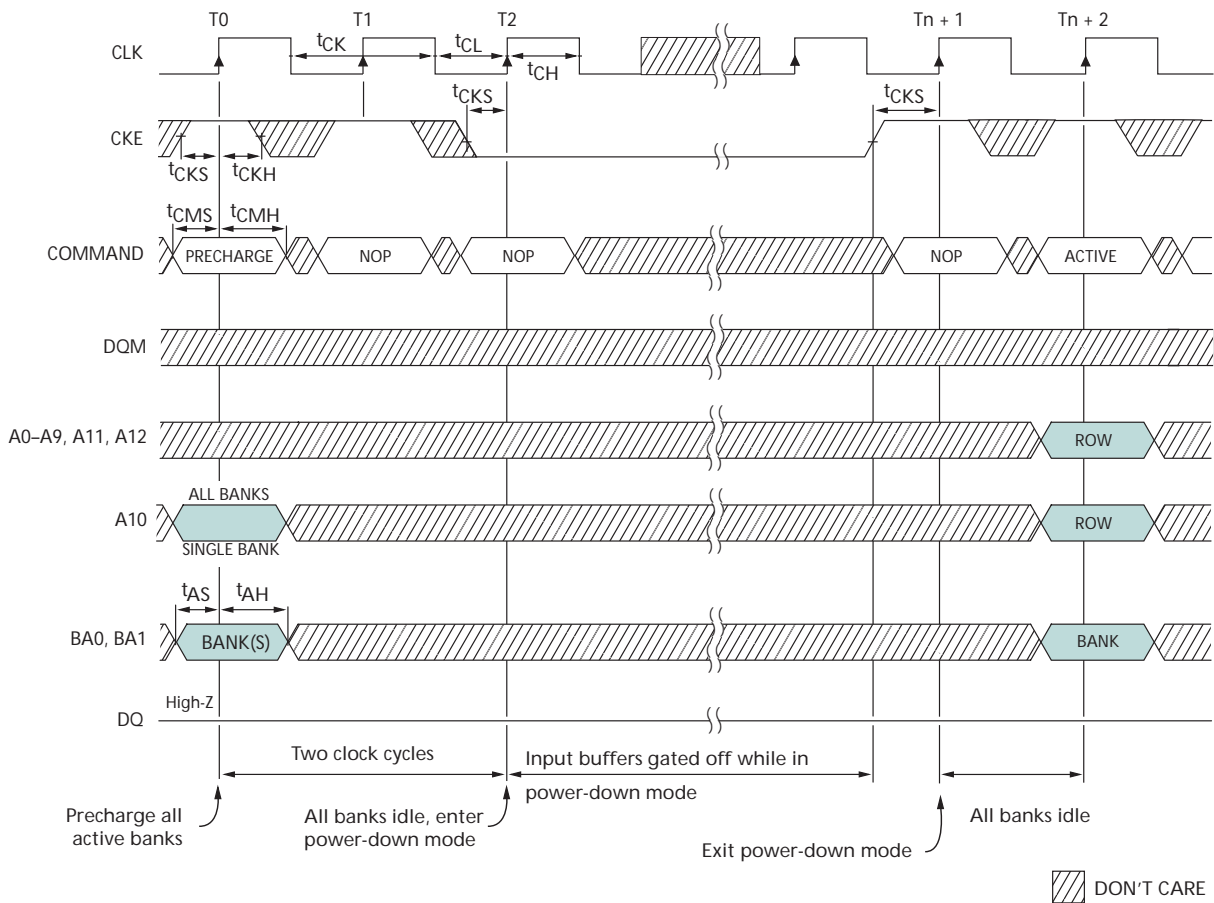 T0 T1 T2 Tn + 1 Tn + 2
CLK
tCK tCL tCH
tCKS tCKS
CKE
tCKS tCKH
tCMS tCMH
COMMAND PRECHARGE NOP NOP NOP ACTIVE
DQM
A0–A9, A11, A12 ROW
ALL BANKS
A10 ROW
SINGLE BANK
tAS tAH
BA0, BA1 BANK(S) BANK
High-Z
DQ
Two clock cycles
Input buffers gated off while in
power-down mode
Precharge all
active banks
All banks idle, enter
power-down mode
Exit power-down mode
All banks idle
DON'T CARE